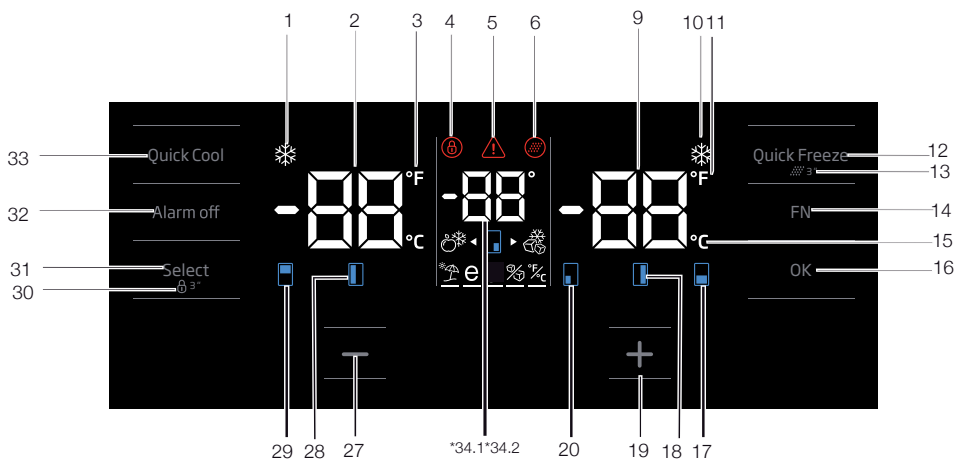 1 2 3 4 5 6 9 10 11
33 Quick Cool Quick Freeze 12
3" 13
-88 °F -88 ° -88 °F
32 Alarm off FN 14
°C °C 15
31 Select OK 16
30 3"
e % °F/°C
28 18
29 28 27 *34.1*34.2 20 19 18 17